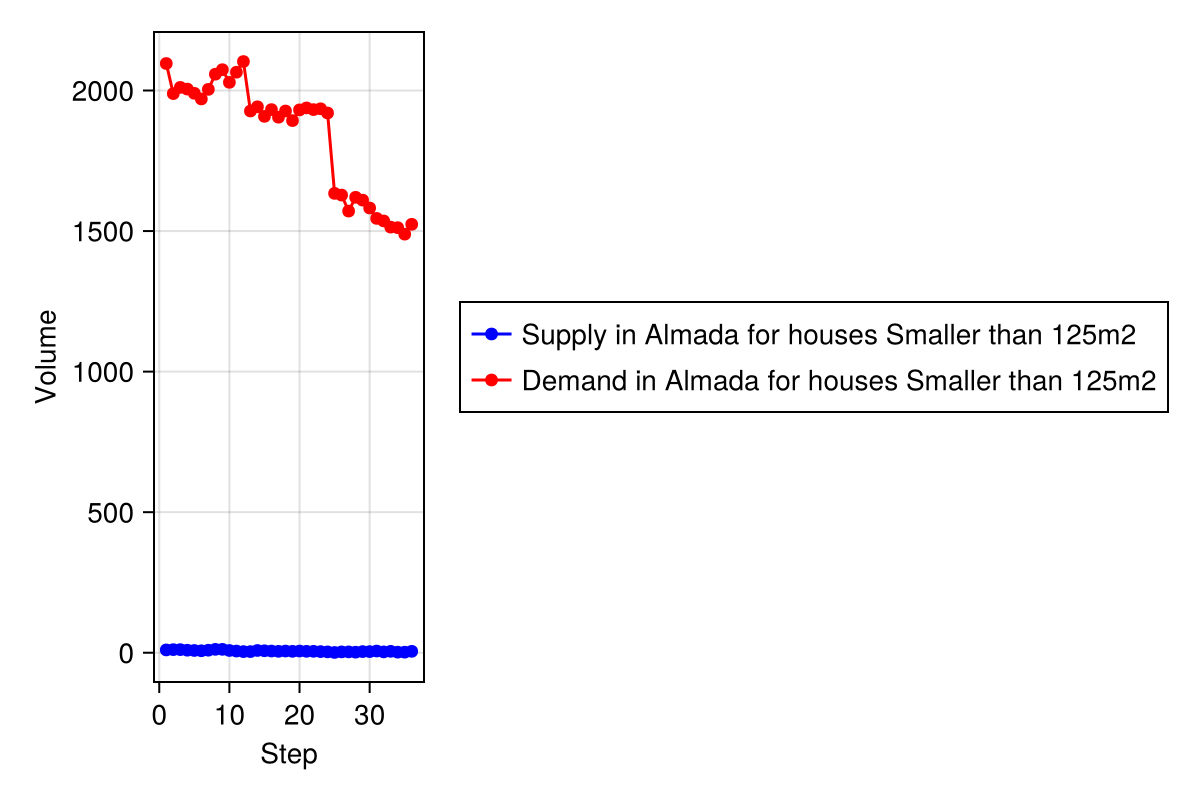 2000
1500
1000
500
0
Volume
0 10 20 30
Step
Supply in Almada for houses Smaller than 125m2
Demand in Almada for houses Smaller than 125m2